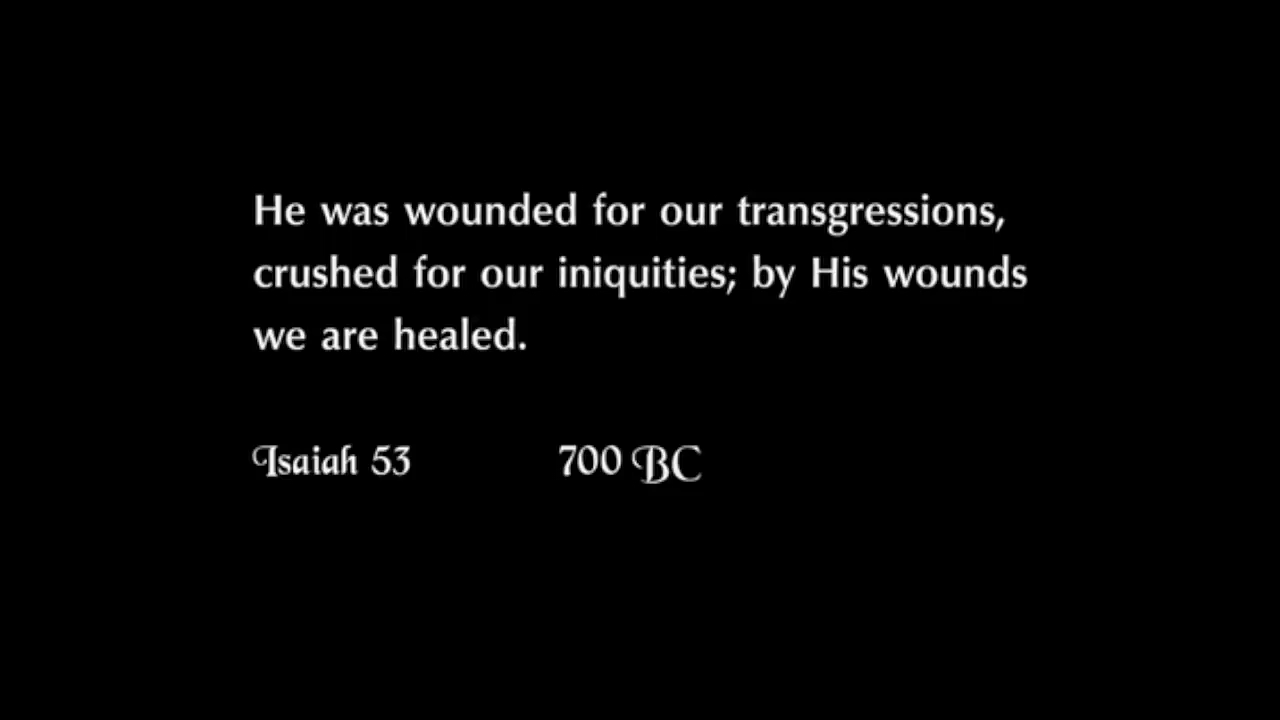 He was wounded for our transgressions,
crushed for our iniquities; by His wounds
we are healed.
Isaiah 53 700 BC